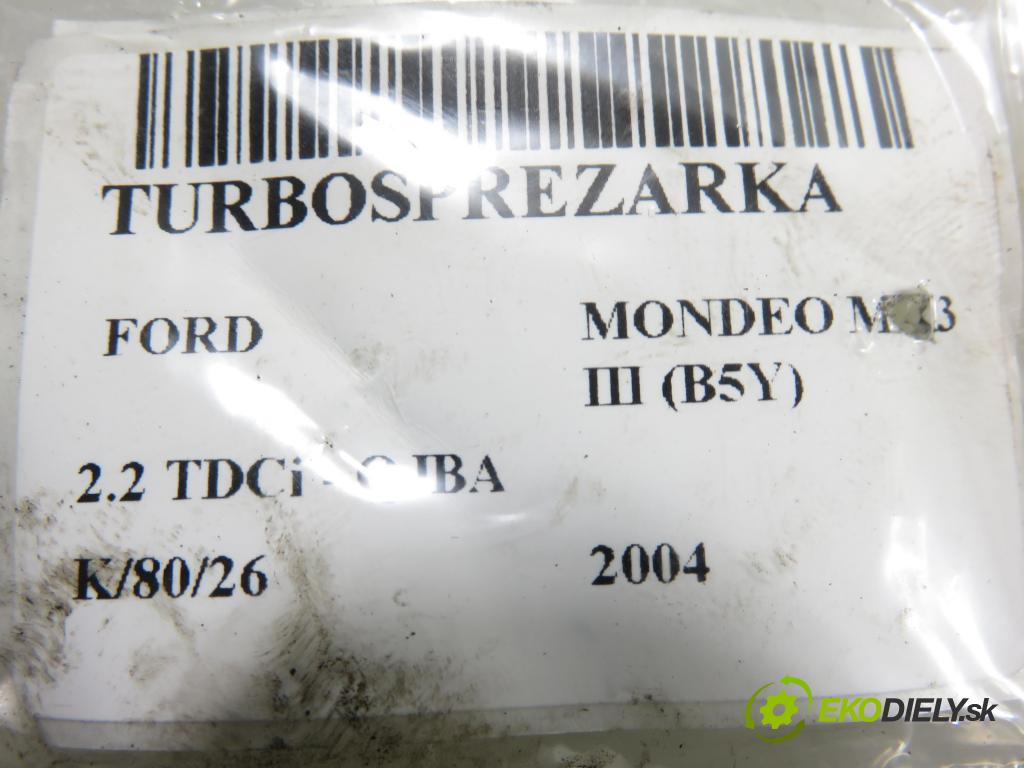 TURBOSPREZARKA
FORD
MONDEO
III (B5Y)
2.2 TDCi -
K/80/26
2004
EKODIELY.sk